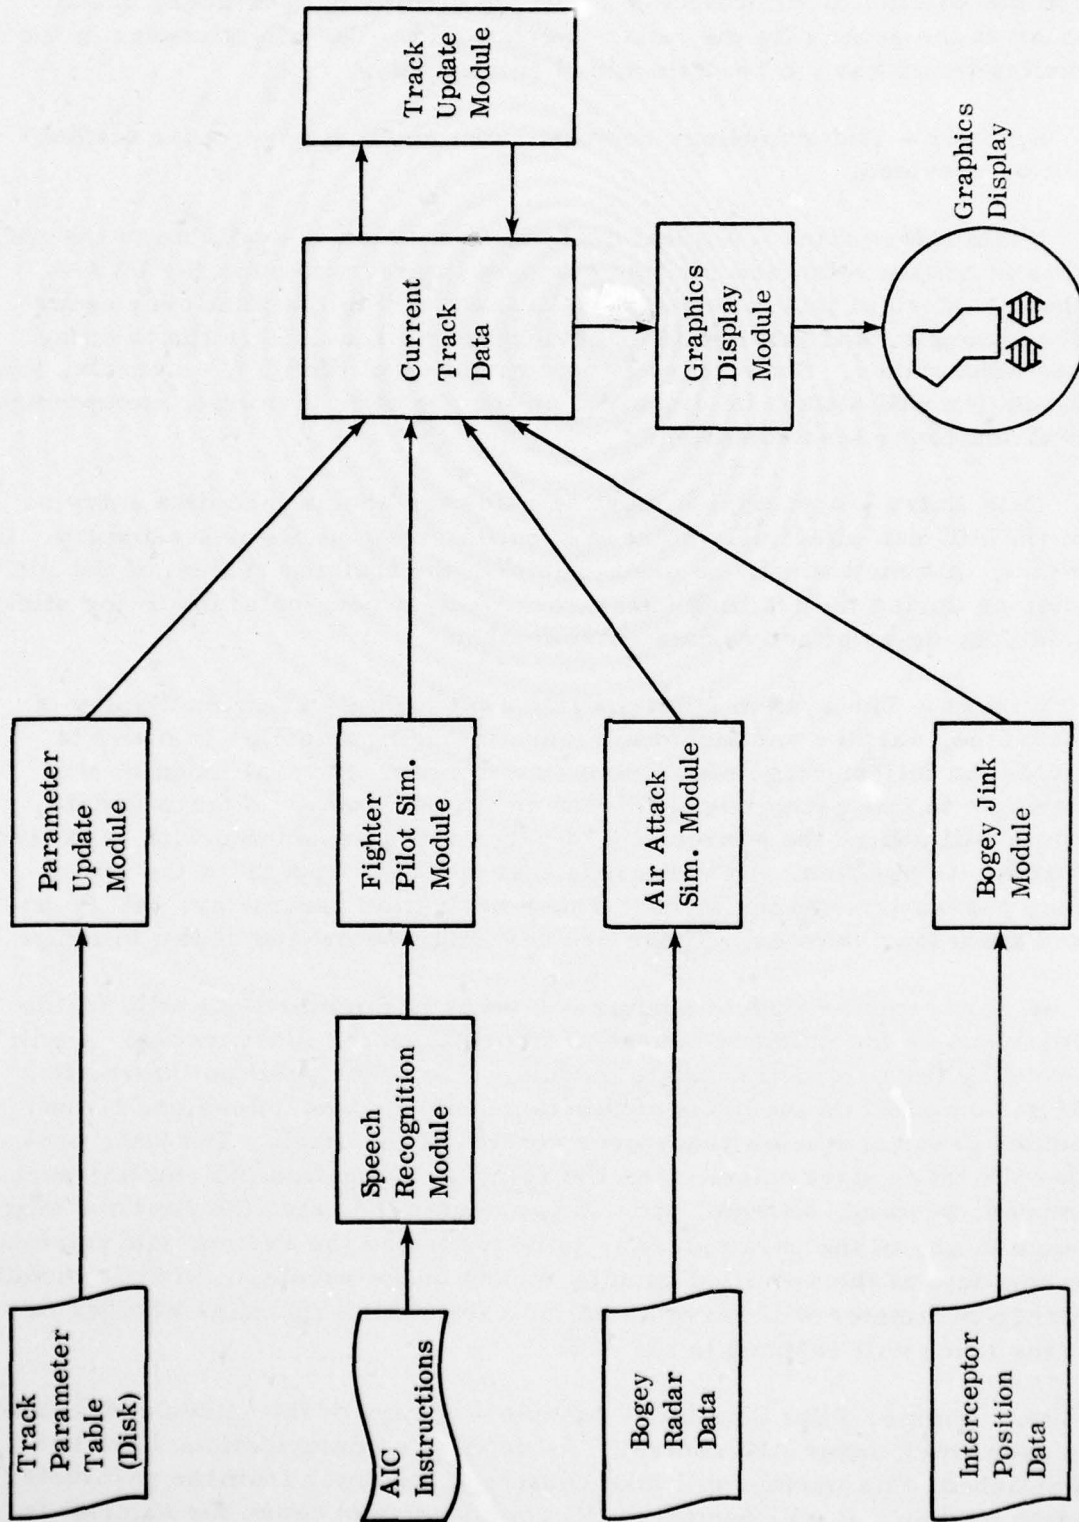 Track
Parameter
Table
(Disk)
Parameter
Update
Module
AIC
Instructions
Speech
Recognition
Module
Fighter
Pilot Sim.
Module
Bogey
Radar
Data
Air Attack
Sim. Module
Interceptor
Position
Data
Bogey Jink
Module
Current
Track
Data
Track
Update
Module
Graphics
Display
Module
Graphics
Display